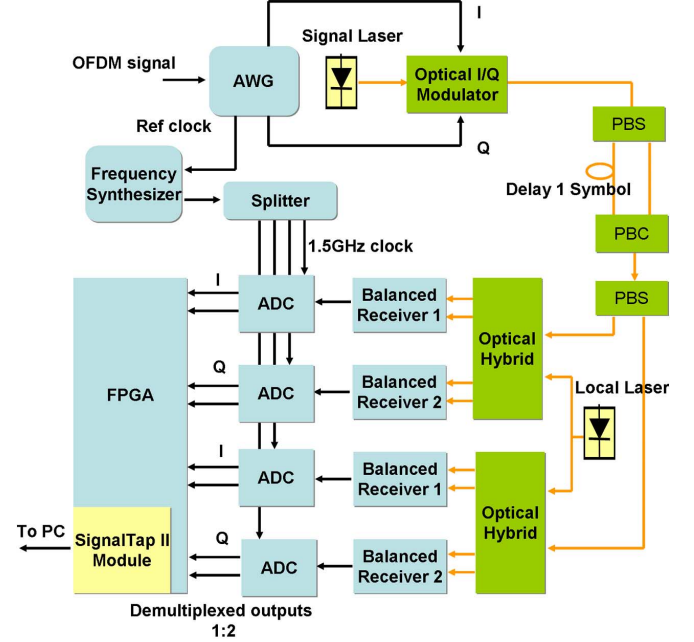 I
Signal Laser
OFDM signal
AWG
Optical I/Q
Modulator
Ref clock
Q
PBS
Frequency
Synthesizer
Splitter
Delay 1 Symbol
1.5GHz clock
PBC
I
ADC
Balanced
Receiver 1
PBS
Optical
Hybrid
Q
FPGA
ADC
Balanced
Receiver 2
Local Laser
I
ADC
Balanced
Receiver 1
Optical
Hybrid
To PC
SignalTap II
Module
Q
ADC
Balanced
Receiver 2
Demultiplexed outputs
1:2